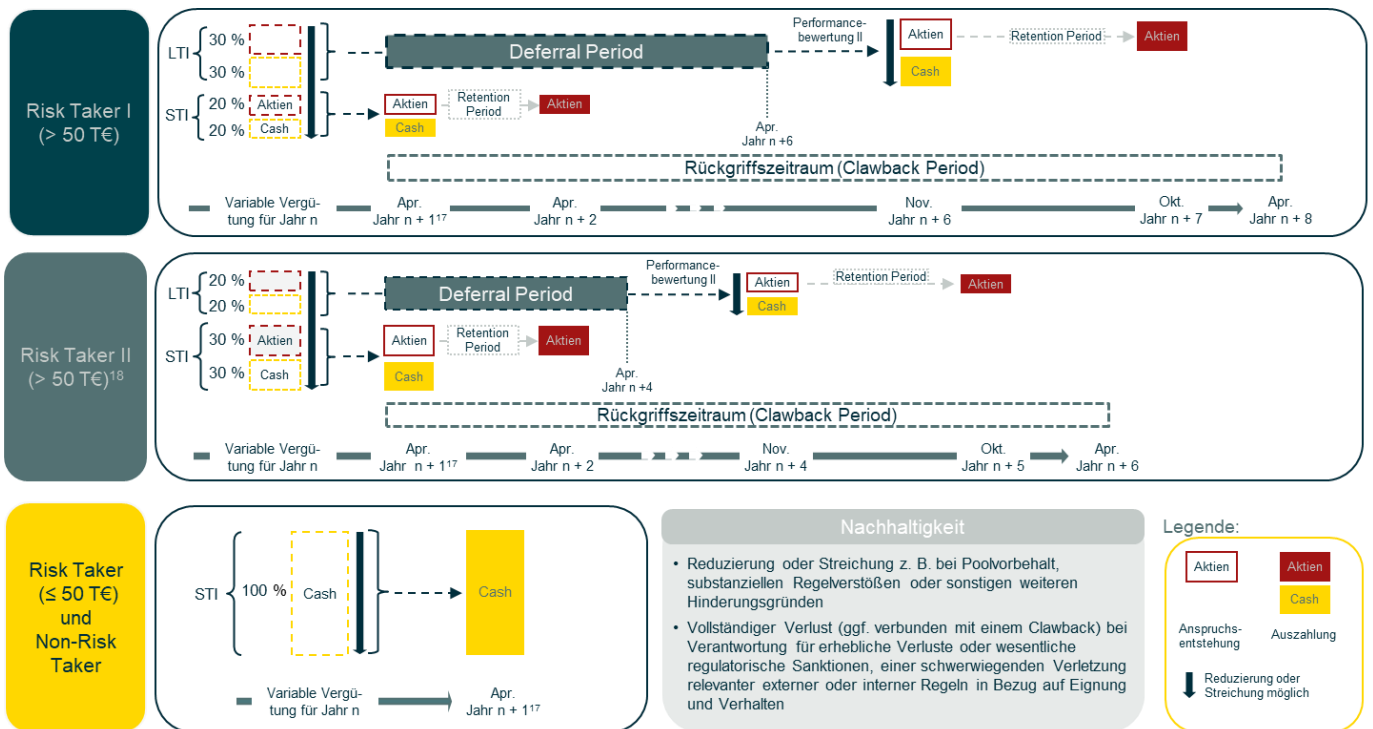 Risk Taker I
(> 50 T€)
LTI
30 %
30 %
STI
20 %
20 %
Aktien
Cash
Deferral Period
Performance-
bewertung II
Aktien
Cash
Retention Period
Aktien
Aktien
Cash
Retention
Period
Aktien
Apr.
Jahr n +6
Rückgriffszeitraum (Clawback Period)
Variable Vergü-
tung für Jahr n
Apr.
Jahr n + 1¹⁷
Apr.
Jahr n + 2
Nov.
Jahr n + 6
Okt.
Jahr n + 7
Apr.
Jahr n + 8
Risk Taker II
(> 50 T€)¹⁸
LTI
20 %
20 %
STI
30 %
30 %
Aktien
Cash
Deferral Period
Performance-
bewertung II
Aktien
Cash
Retention Period
Aktien
Aktien
Cash
Retention
Period
Aktien
Apr.
Jahr n +4
Rückgriffszeitraum (Clawback Period)
Variable Vergü-
tung für Jahr n
Apr.
Jahr n + 1¹⁷
Apr.
Jahr n + 2
Nov.
Jahr n + 4
Okt.
Jahr n + 5
Apr.
Jahr n + 6
Risk Taker
(≤ 50 T€)
und
Non-Risk
Taker
STI
100 %
Cash
Cash
Variable Vergü-
tung für Jahr n
Apr.
Jahr n + 1¹⁷
Nachhaltigkeit
• Reduzierung oder Streichung z. B. bei Poolvorbehalt,
substanziellen Regelverstößen oder sonstigen weiteren
Hinderungsgründen
• Vollständiger Verlust (ggf. verbunden mit einem Clawback) bei
Verantwortung für erhebliche Verluste oder wesentliche
regulatorische Sanktionen, einer schwerwiegenden Verletzung
relevanter externer oder interner Regeln in Bezug auf Eignung
und Verhalten
Legende:
Aktien
Aktien
Cash
Anspruchs-
entstehung
Auszahlung
Reduzierung oder
Streichung möglich